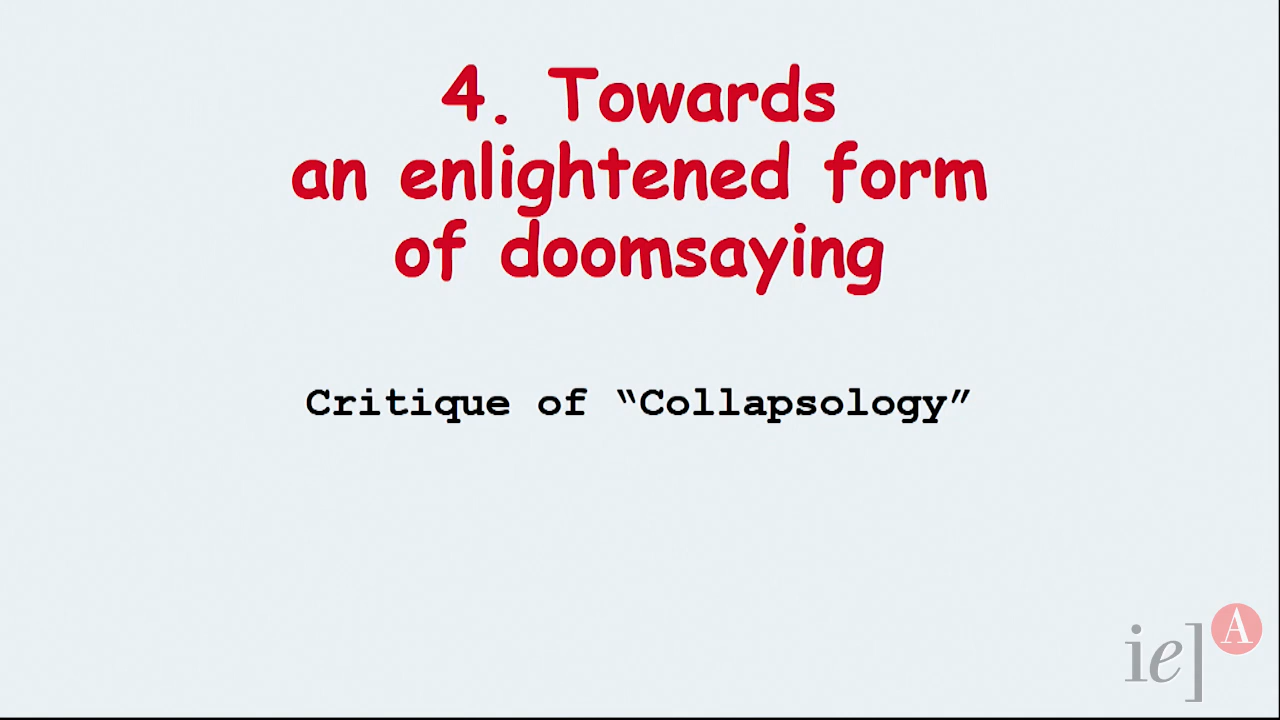 4. Towards
an enlightened form
of doomsaying
Critique of “Collapsology”
ie] A